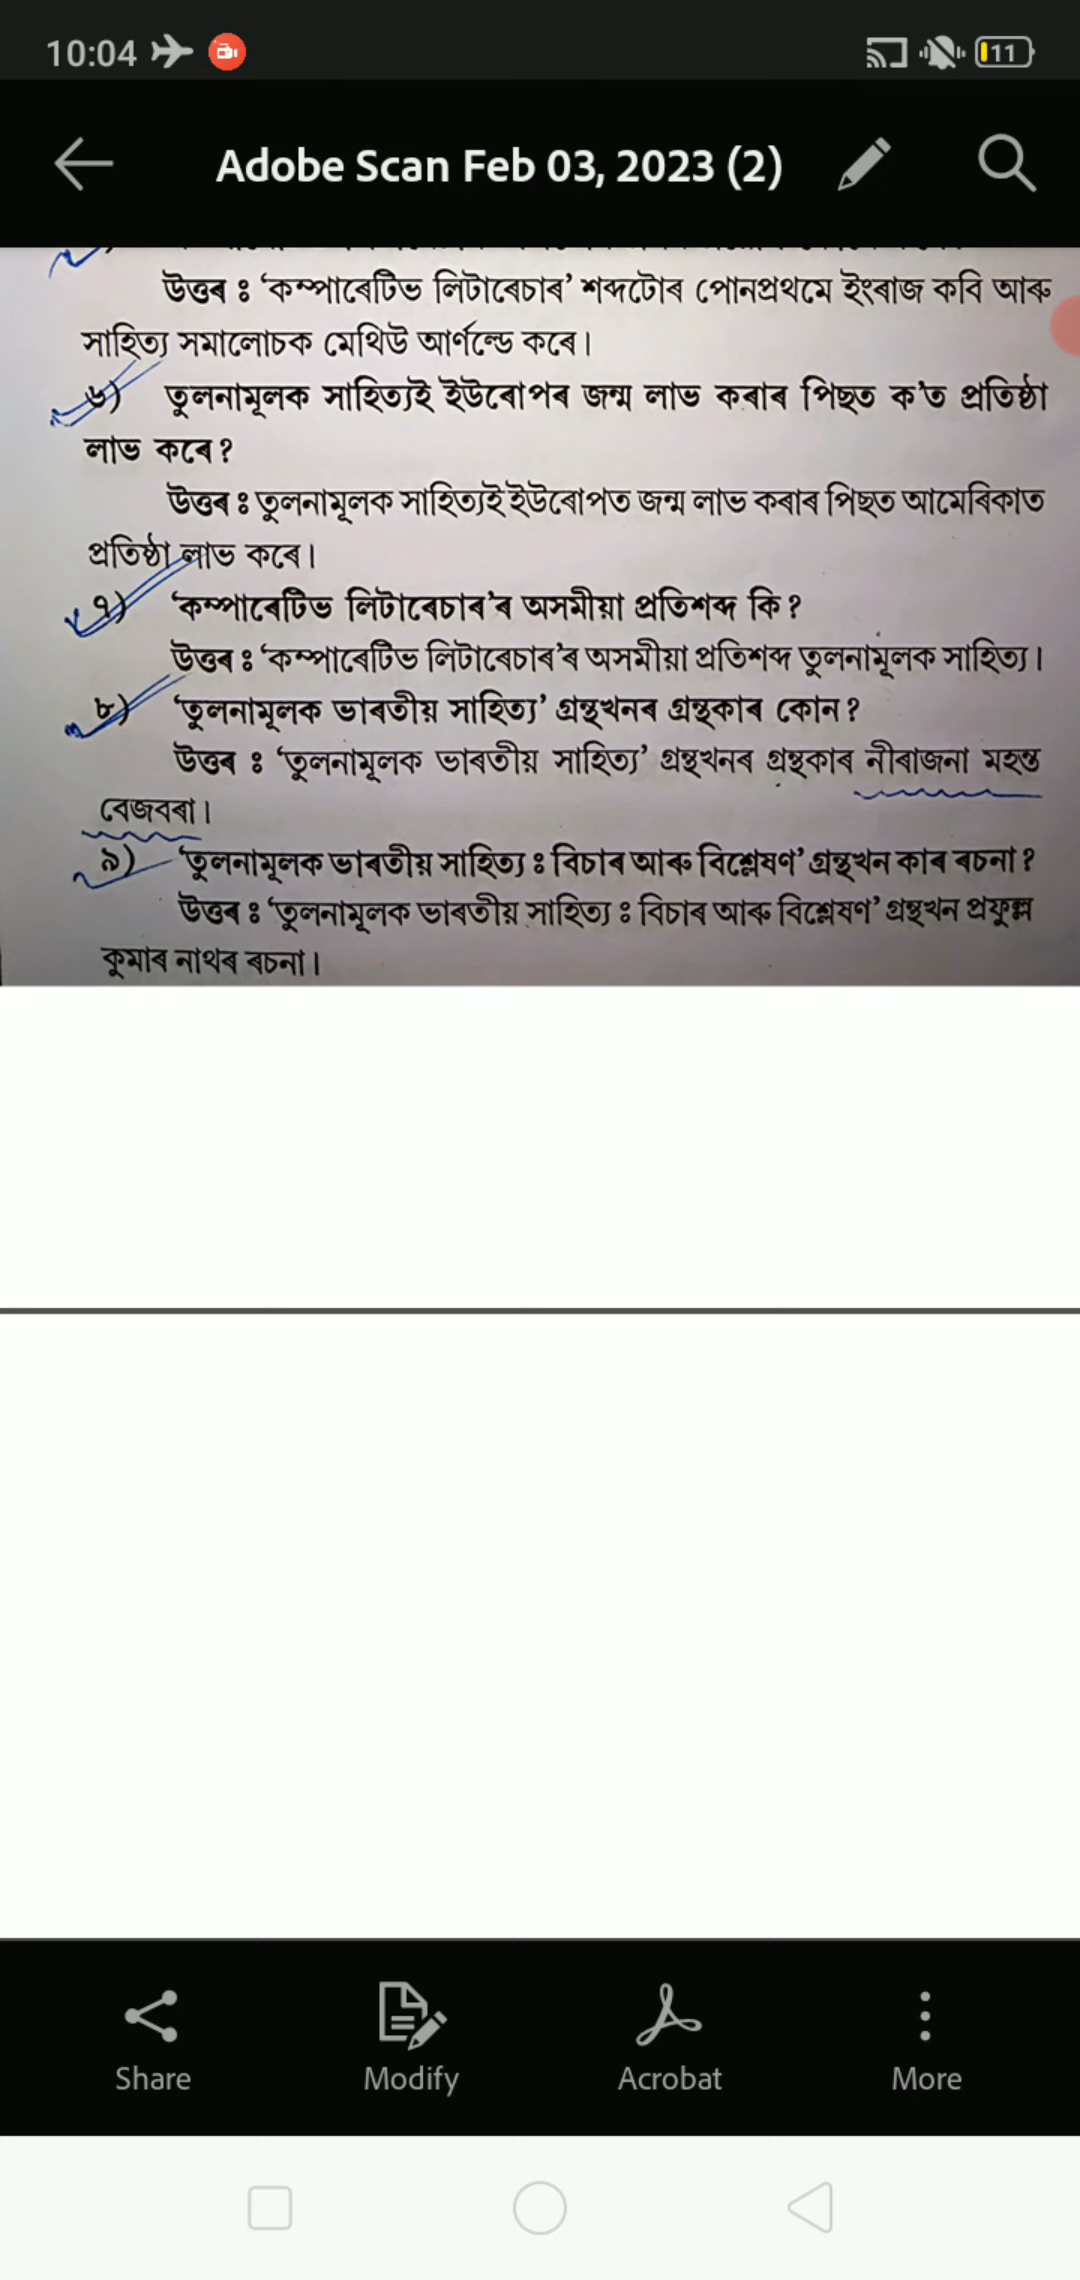 10:04
11
Adobe Scan Feb 03, 2023 (2)
উত্তৰ : ‘কম্পাৰেটিভ লিটাৰেচাৰ’ শব্দটোৰ পোনপ্ৰথমে ইংৰাজ কবি আৰু
সাহিত্য সমালোচক মেথিউ আৰ্ণল্ডে কৰে।
৬) তুলনামূলক সাহিত্যই ইউৰোপৰ জন্ম লাভ কৰাৰ পিছত ক’ত প্ৰতিষ্ঠা
লাভ কৰে?
উত্তৰ : তুলনামূলক সাহিত্যই ইউৰোপত জন্ম লাভ কৰাৰ পিছত আমেৰিকাত
প্ৰতিষ্ঠা লাভ কৰে।
৭) ‘কম্পাৰেটিভ লিটাৰেচাৰ’ৰ অসমীয়া প্ৰতিশব্দ কি?
উত্তৰ : ‘কম্পাৰেটিভ লিটাৰেচাৰ’ৰ অসমীয়া প্ৰতিশব্দ তুলনামূলক সাহিত্য।
৮) ‘তুলনামূলক ভাৰতীয় সাহিত্য’ গ্ৰন্থখনৰ গ্ৰন্থকাৰ কোন?
উত্তৰ : ‘তুলনামূলক ভাৰতীয় সাহিত্য’ গ্ৰন্থখনৰ গ্ৰন্থকাৰ নীৰাজনা মহন্ত
বেজবৰা।
৯) ‘তুলনামূলক ভাৰতীয় সাহিত্য : বিচাৰ আৰু বিশ্লেষণ’ গ্ৰন্থখন কাৰ ৰচনা?
উত্তৰ : ‘তুলনামূলক ভাৰতীয় সাহিত্য : বিচাৰ আৰু বিশ্লেষণ’ গ্ৰন্থখন প্ৰফুল্ল
কুমাৰ নাথৰ ৰচনা।
Share Modify Acrobat More